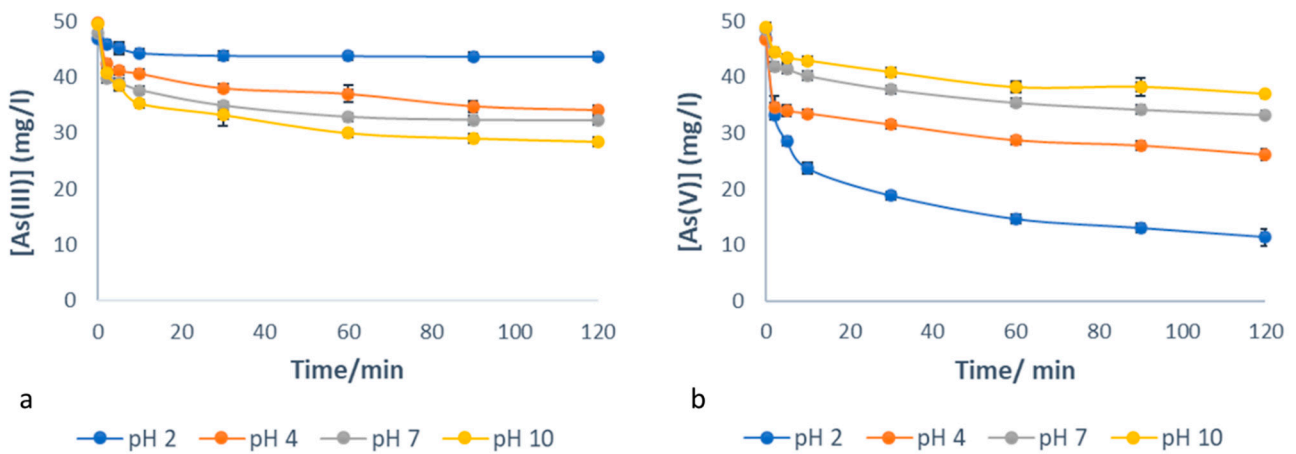 [As(III)] (mg/l)
50
40
30
20
10
0
0 20 40 60 80 100 120
Time/min
a
pH 2 pH 4 pH 7 pH 10
[As(V)] (mg/l)
50
40
30
20
10
0
0 20 40 60 80 100 120
Time/ min
b
pH 2 pH 4 pH 7 pH 10